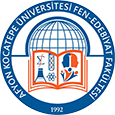 AFYON KOCATEPE ÜNİVERSİTESİ FEN-EDEBİYAT FAKÜLTESİ
1992